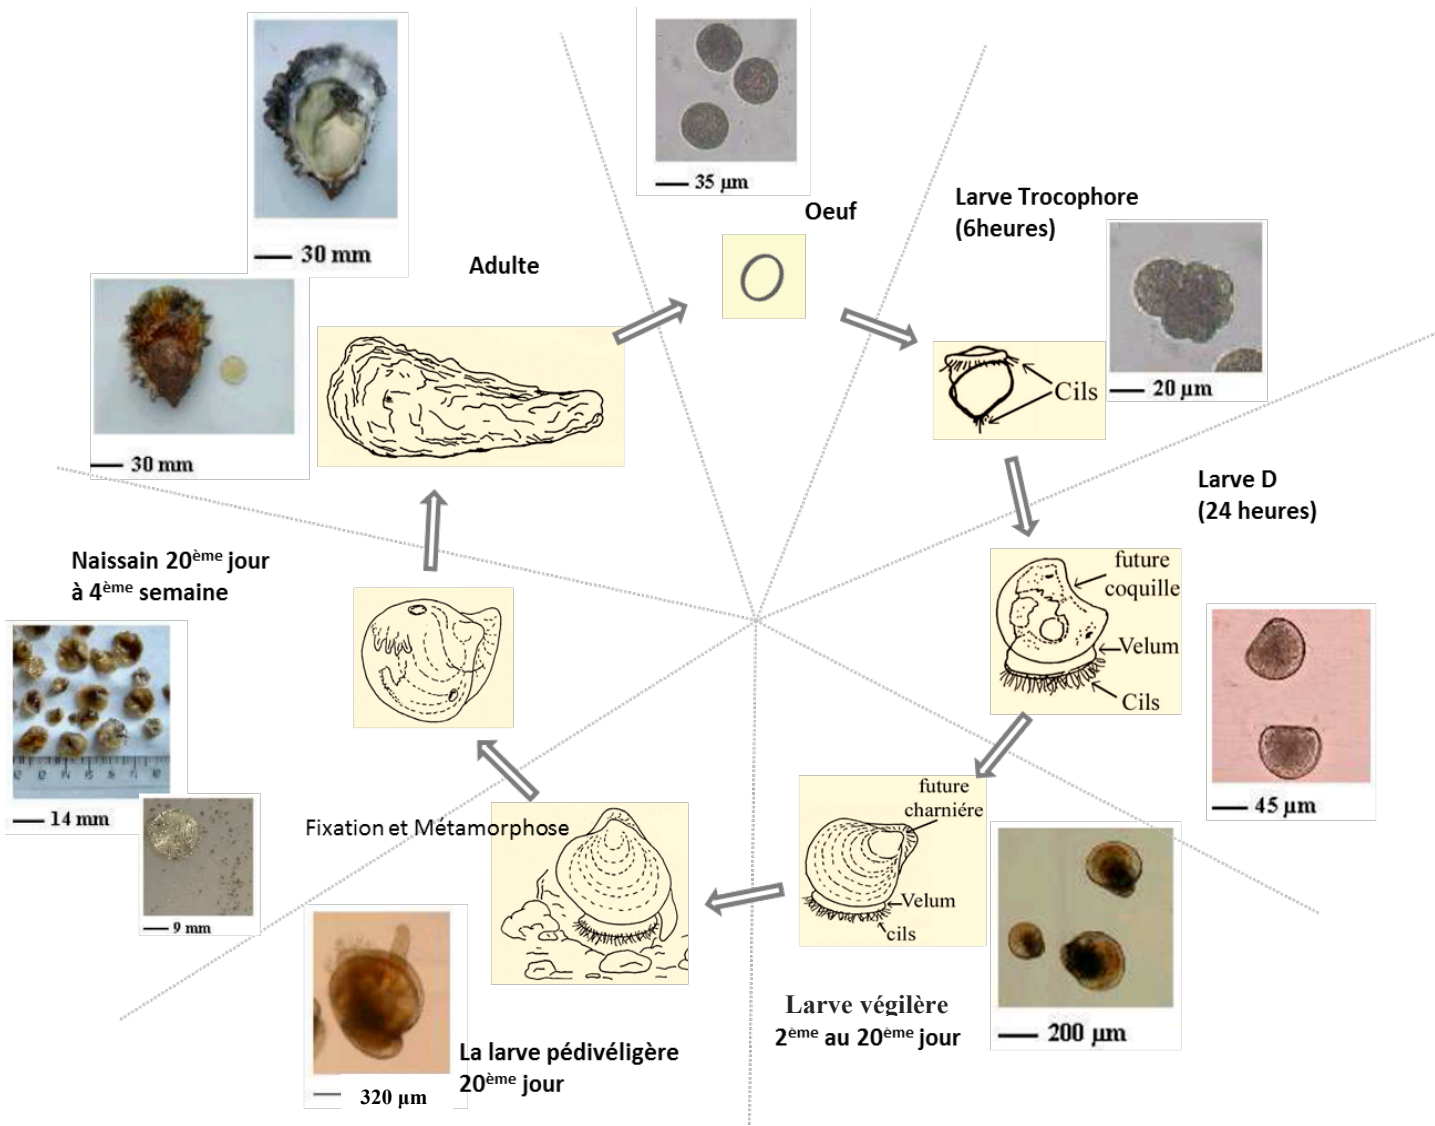 35 µm
Oeuf
Larve Trocophore
(6heures)
20 µm
Cils
Larve D
(24 heures)
future
coquille
Velum
Cils
45 µm
future
charniére
Velum
cils
200 µm
Larve végilère
2ème au 20ème jour
Fixation et Métamorphose
La larve pédivéligère
20ème jour
320 µm
Naissain 20ème jour
à 4ème semaine
14 mm
9 mm
Adulte
30 mm
30 mm